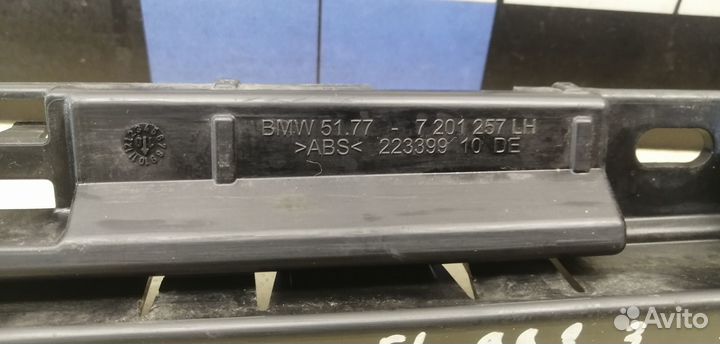 BMW 51.77 - 7 201 257 LH
>ABS< 223399 10 DE
Avito